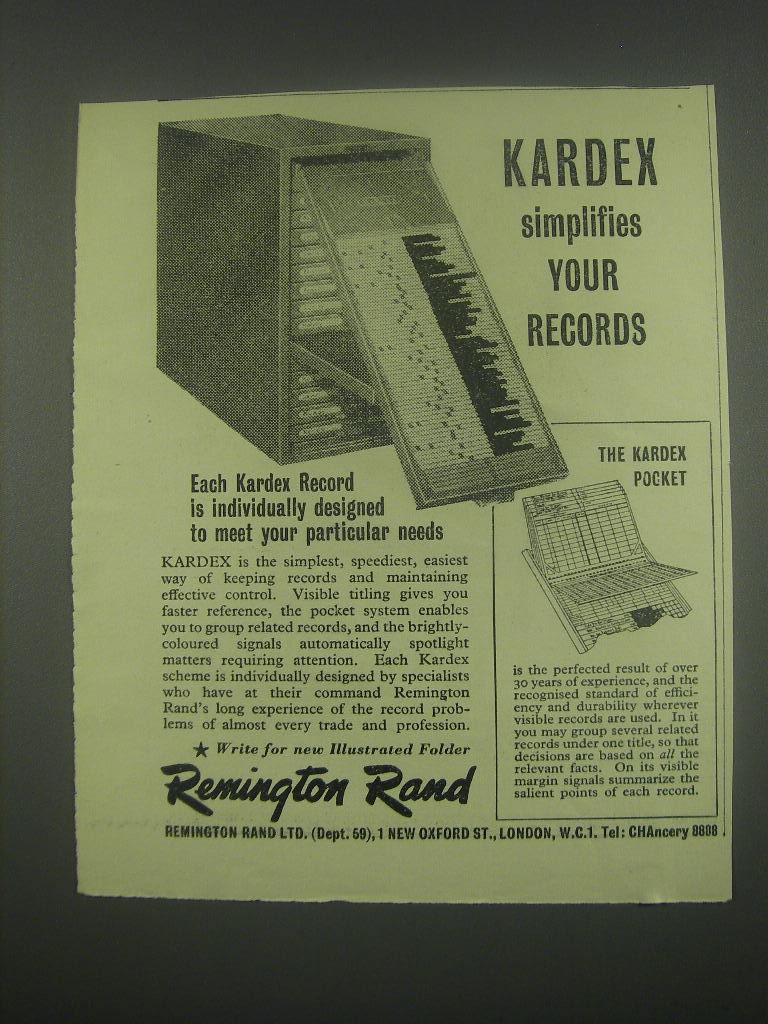 KARDEX
simplifies
YOUR
RECORDS
Each Kardex Record
is individually designed
to meet your particular needs
KARDEX is the simplest, speediest, easiest
way of keeping records and maintaining
effective control. Visible titling gives you
faster reference, the pocket system enables
you to group related records, and the brightly-
coloured signals automatically spotlight
matters requiring attention. Each Kardex
scheme is individually designed by specialists
who have at their command Remington
Rand's long experience of the record prob-
lems of almost every trade and profession.
★ Write for new Illustrated Folder
Remington Rand
THE KARDEX
POCKET
is the perfected result of over
30 years of experience, and the
recognised standard of effici-
ency and durability wherever
visible records are used. In it
you may group several related
records under one title, so that
decisions are based on all the
relevant facts. On its visible
margin signals summarize the
salient points of each record.
REMINGTON RAND LTD. (Dept. 59), 1 NEW OXFORD ST., LONDON, W.C.1. Tel: CHAncery 8888